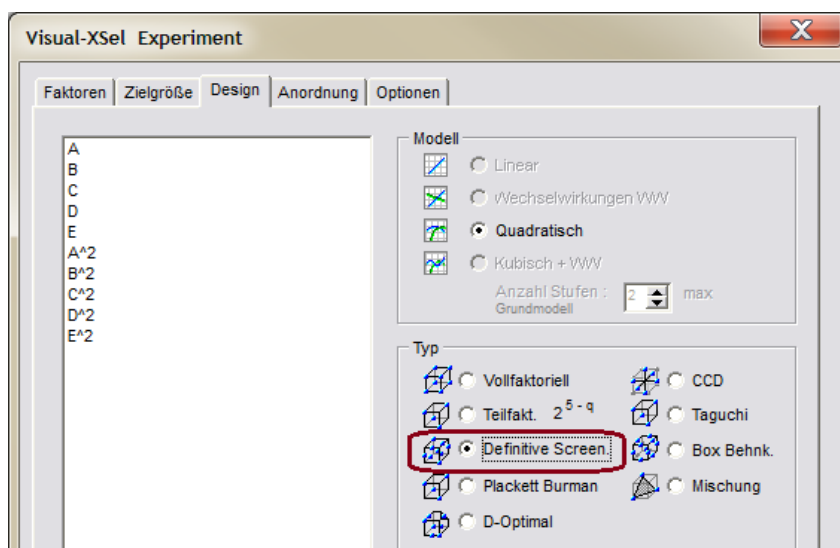 Visual-XSel Experiment
Faktoren Zielgröße Design Anordnung Optionen
A
B
C
D
E
A^2
B^2
C^2
D^2
E^2
Modell
Linear
Wechselwirkungen WW
Quadratisch
Kubisch + WW
Anzahl Stufen : 2 max
Grundmodell
Typ
Vollfaktoriell CCD
Teilfakt. 2^5 - q Taguchi
Definitive Screen. Box Behnk.
Plackett Burman Mischung
D-Optimal